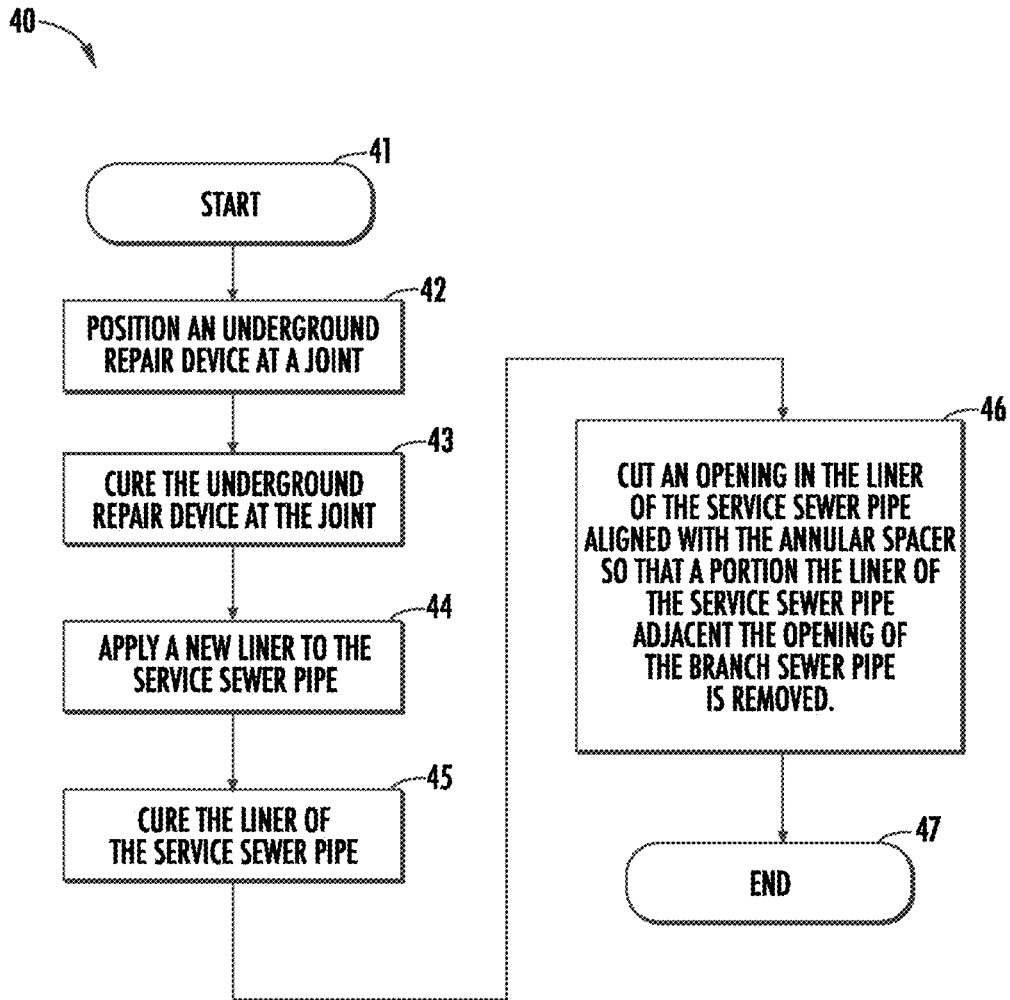 40
41
START
42
POSITION AN UNDERGROUND
REPAIR DEVICE AT A JOINT
43
CURE THE UNDERGROUND
REPAIR DEVICE AT THE JOINT
44
APPLY A NEW LINER TO THE
SERVICE SEWER PIPE
45
CURE THE LINER OF
THE SERVICE SEWER PIPE
46
CUT AN OPENING IN THE LINER
OF THE SERVICE SEWER PIPE
ALIGNED WITH THE ANNULAR SPACER
SO THAT A PORTION THE LINER OF
THE SERVICE SEWER PIPE
ADJACENT THE OPENING OF
THE BRANCH SEWER PIPE
IS REMOVED.
47
END